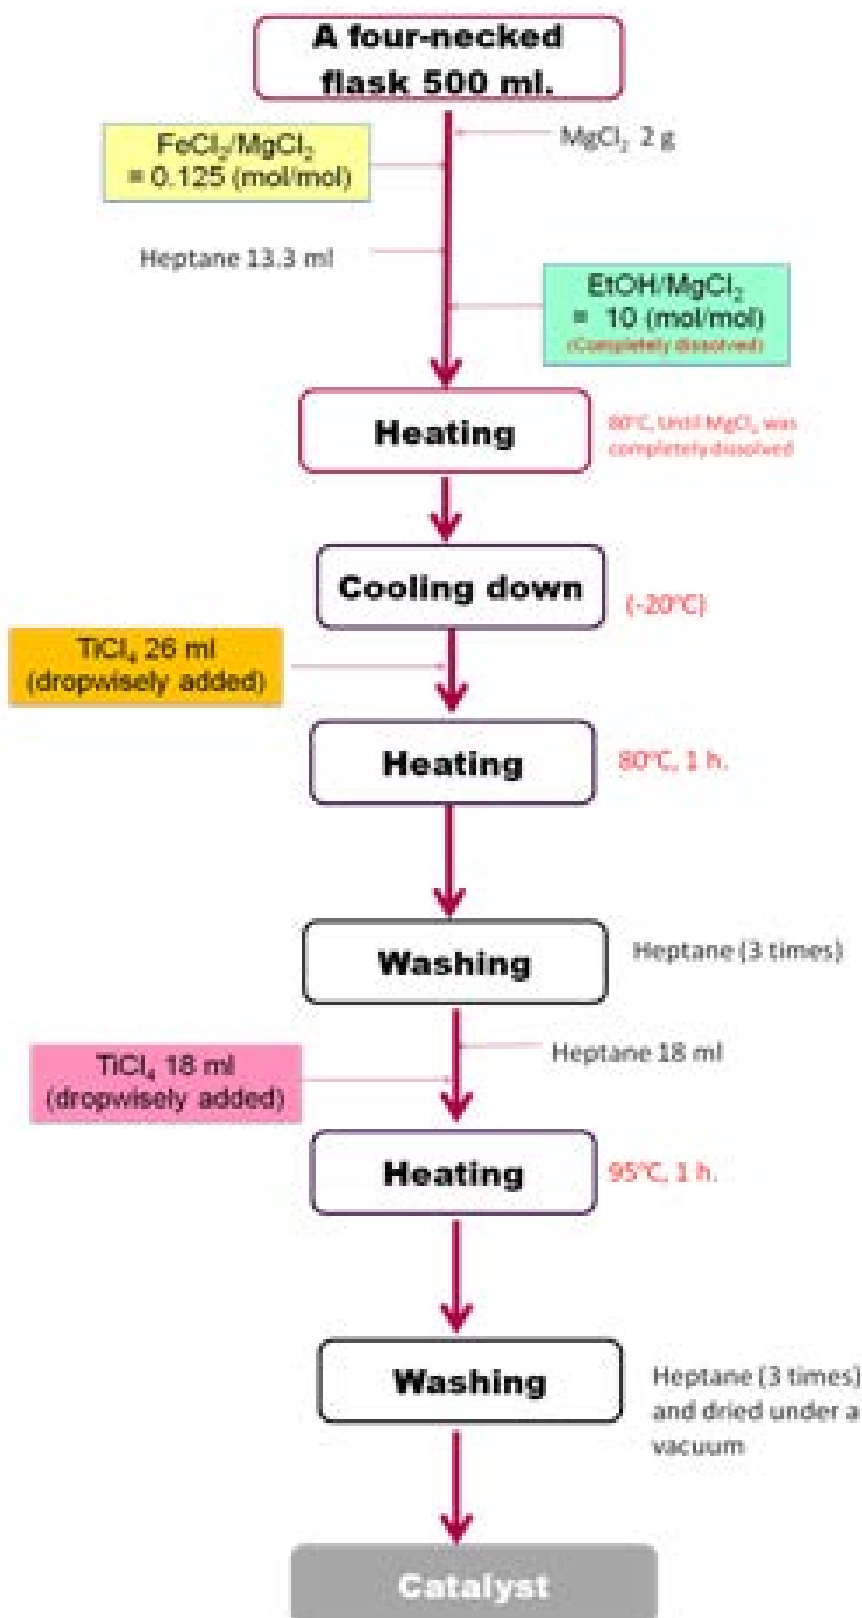 A four-necked
flask 500 ml.
MgCl₂ 2 g
FeCl₂/MgCl₂
= 0.125 (mol/mol)
Heptane 13.3 ml
EtOH/MgCl₂
= 10 (mol/mol)
(Completely dissolved)
Heating
80°C, Until MgCl₂ was
completely dissolved
Cooling down
(-20°C)
TiCl₄ 26 ml
(dropwisely added)
Heating
80°C, 1 h.
Washing
Heptane (3 times)
Heptane 18 ml
TiCl₄ 18 ml
(dropwisely added)
Heating
95°C, 1 h.
Washing
Heptane (3 times)
and dried under a
vacuum
Catalyst